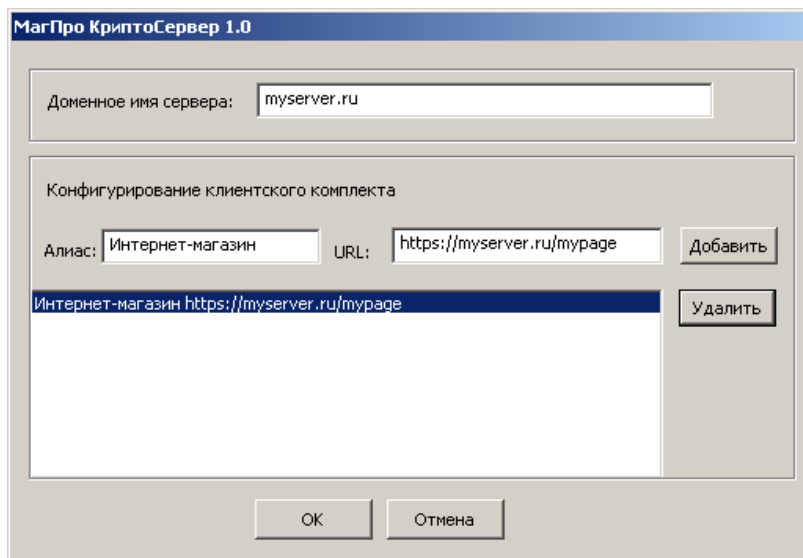 МагПро КриптоСервер 1.0
Доменное имя сервера: myserver.ru
Конфигурирование клиентского комплекта
Алиас: Интернет-магазин URL: https://myserver.ru/mypage Добавить
Интернет-магазин https://myserver.ru/mypage Удалить
OK Отмена